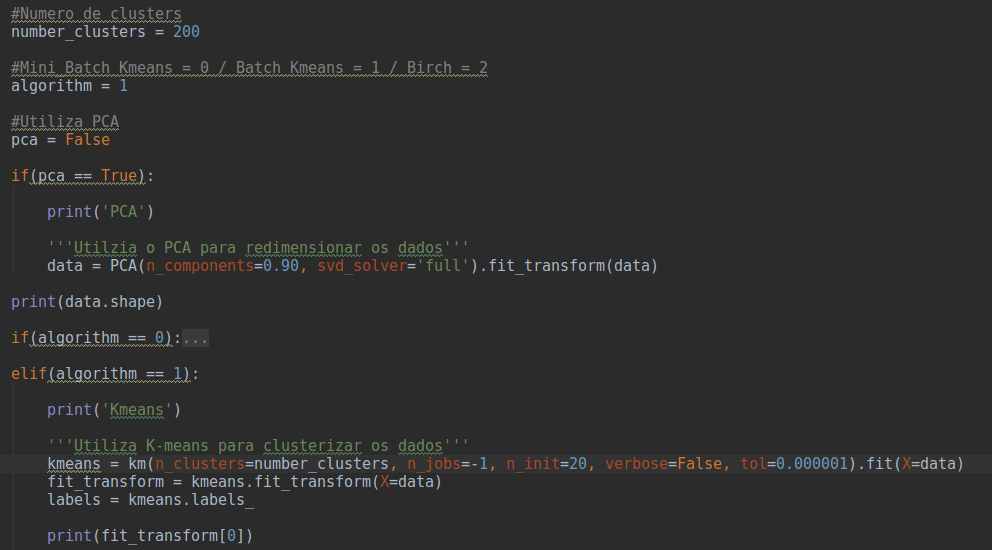 #Numero de clusters
number_clusters = 200
#Mini_Batch Kmeans = 0 / Batch Kmeans = 1 / Birch = 2
algorithm = 1
#Utiliza PCA
pca = False
if(pca == True):
print('PCA')
'''Utilzia o PCA para redimensionar os dados'''
data = PCA(n_components=0.90, svd_solver='full').fit_transform(data)
print(data.shape)
if(algorithm == 0):...
elif(algorithm == 1):
print('Kmeans')
'''Utiliza K-means para clusterizar os dados'''
kmeans = km(n_clusters=number_clusters, n_jobs=-1, n_init=20, verbose=False, tol=0.000001).fit(X=data)
fit_transform = kmeans.fit_transform(X=data)
labels = kmeans.labels_
print(fit_transform[0])